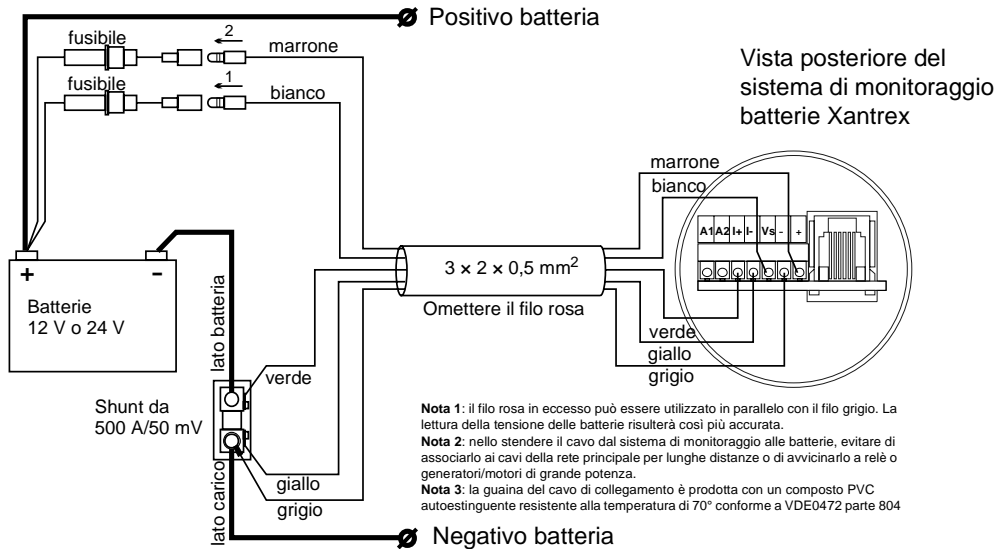 Positivo batteria
fusibile
2
marrone
fusibile
1
bianco
Vista posteriore del
sistema di monitoraggio
batterie Xantrex
marrone
bianco
A1 A2 I+ I- Vs - +
+ -
Batterie
12 V o 24 V
lato batteria
3 × 2 × 0,5 mm²
Omettere il filo rosa
verde
verde
giallo
grigio
Shunt da
500 A/50 mV
giallo
grigio
lato carico
Nota 1: il filo rosa in eccesso può essere utilizzato in parallelo con il filo grigio. La
lettura della tensione delle batterie risulterà così più accurata.
Nota 2: nello stendere il cavo dal sistema di monitoraggio alle batterie, evitare di
associarlo ai cavi della rete principale per lunghe distanze o di avvicinarlo a relè o
generatori/motori di grande potenza.
Nota 3: la guaina del cavo di collegamento è prodotta con un composto PVC
autoestinguente resistente alla temperatura di 70° conforme a VDE0472 parte 804
Negativo batteria